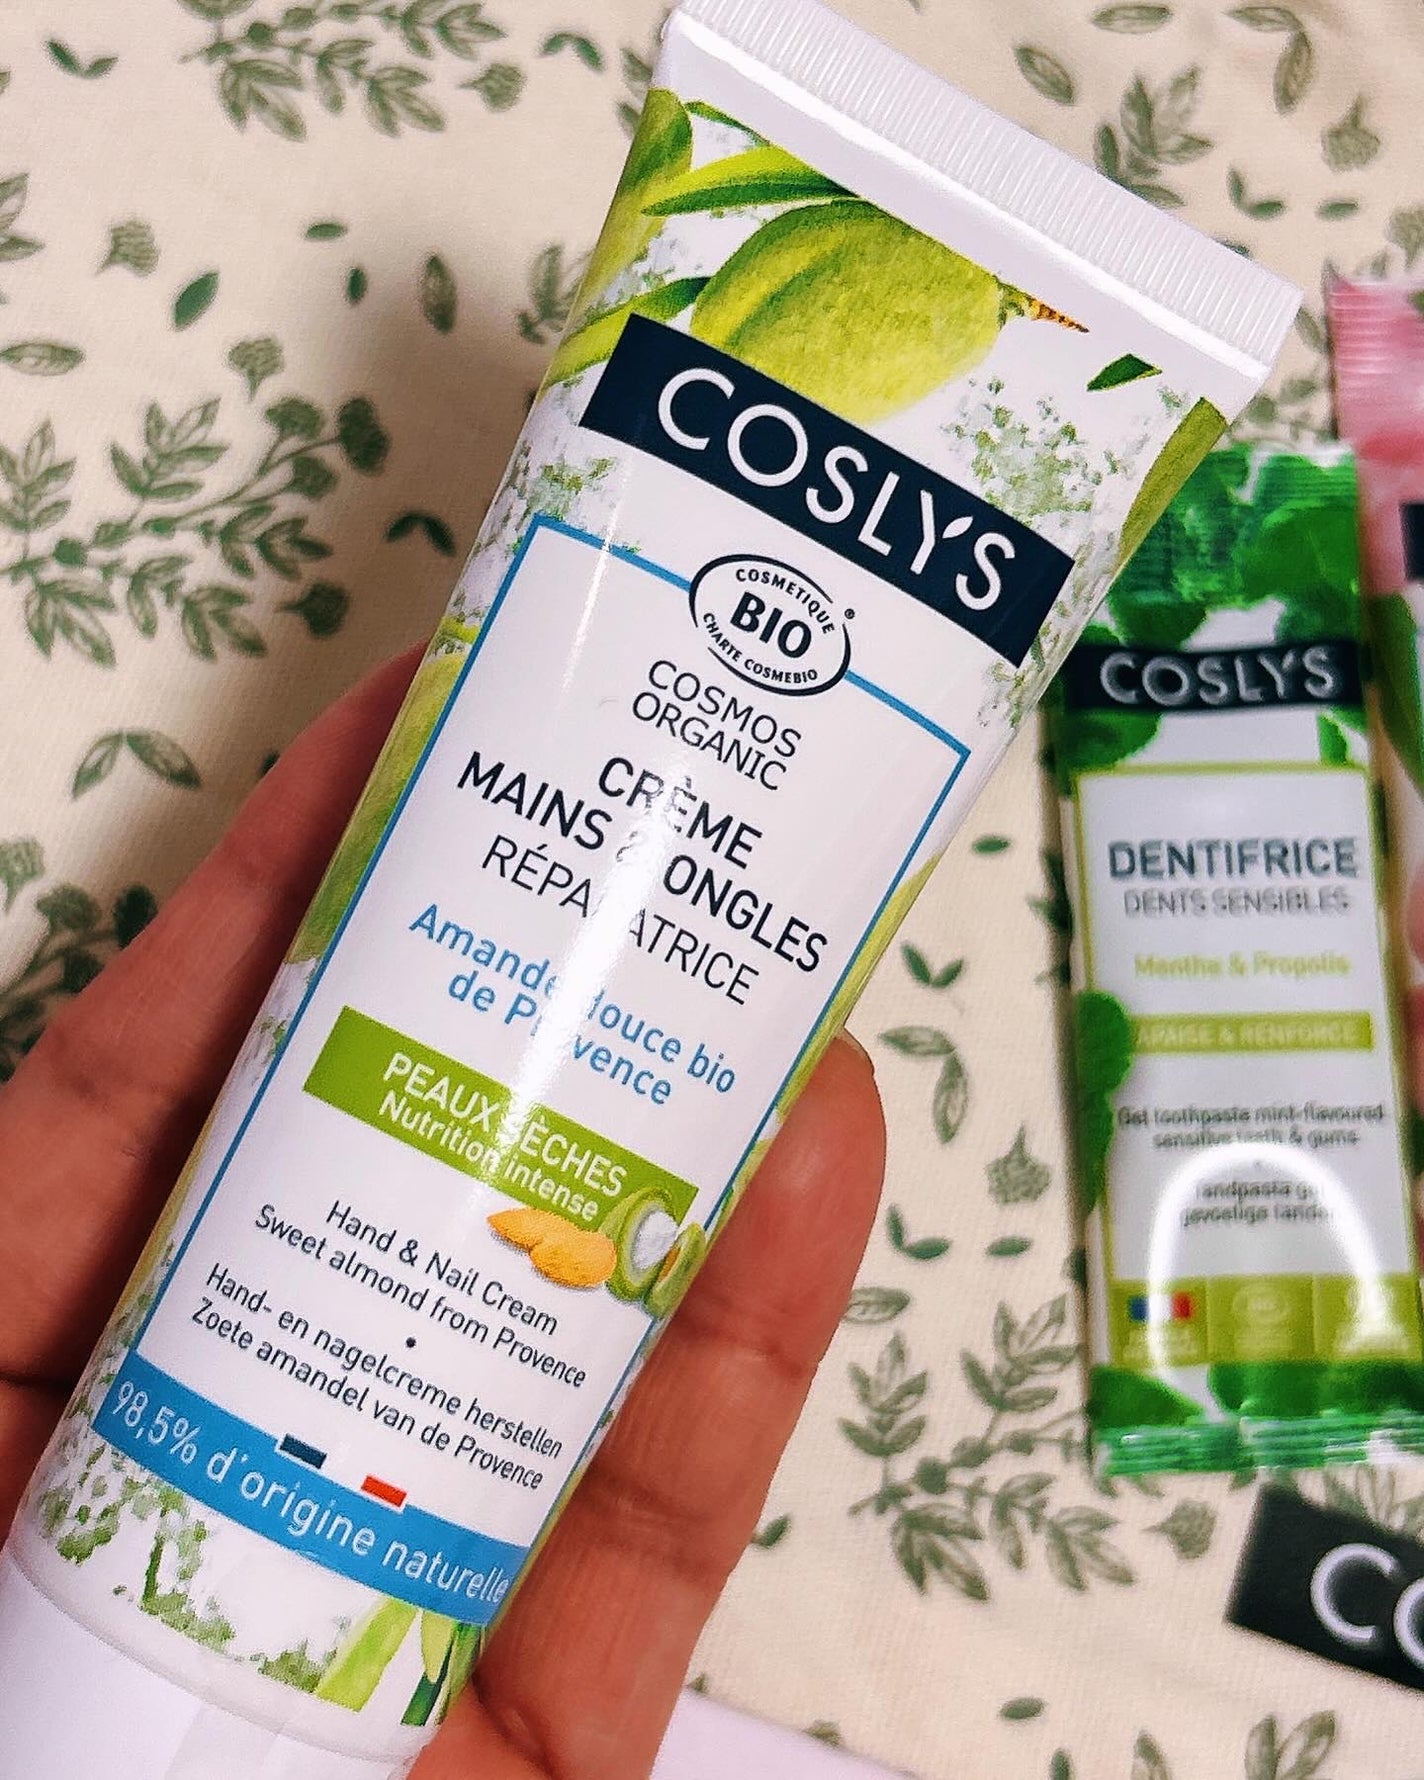 COSLYS
COSMETIQUE
BIO
®
CHARTE COSMEBIO
COSMOS
ORGANIC
CRÈME
MAINS & ONGLES
RÉPARATRICE
Amande douce bio
de Provence
PEAUX SÈCHES
Nutrition intense
Hand & Nail Cream
Sweet almond from Provence
•
Hand- en nagelcreme herstellen
Zoete amandel van de Provence
98,5% d'origine naturelle
COSLYS
DENTIFRICE
DENTS SENSIBLES
Menthe & Propolis
& RENFORCE
Gel toothpaste mint-flavoured
sensitive teeth & gums
CO